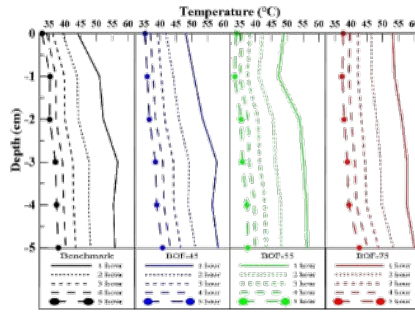 Temperature (°C)
35 40 45 50 55 60 35 40 45 50 55 60 35 40 45 50 55 60 35 40 45 50 55 60
Depth (cm)
0
-1
-2
-3
-4
-5
Benchmark BOF-45 BOF-55 BOF-75
1 hour 1 hour 1 hour 1 hour
2 hour 2 hour 2 hour 2 hour
3 hour 3 hour 3 hour 3 hour
4 hour 4 hour 4 hour 4 hour
5 hour 5 hour 5 hour 5 hour